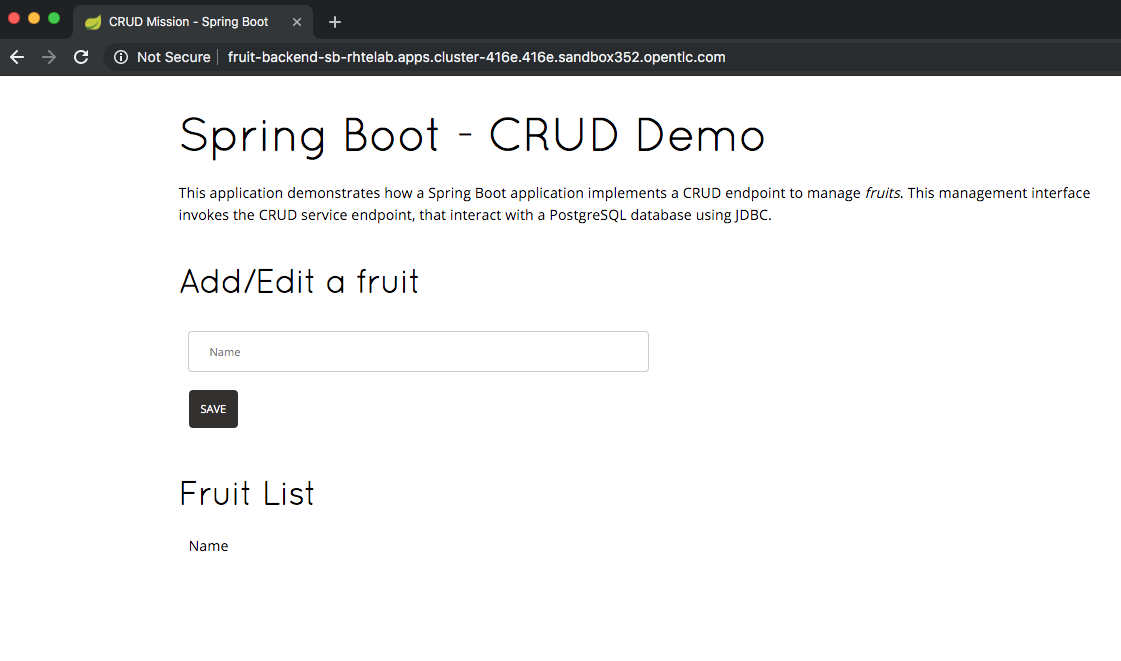 CRUD Mission - Spring Boot
Not Secure fruit-backend-sb-rhtelab.apps.cluster-416e.416e.sandbox352.opentlc.com
Spring Boot - CRUD Demo
This application demonstrates how a Spring Boot application implements a CRUD endpoint to manage fruits. This management interface
invokes the CRUD service endpoint, that interact with a PostgreSQL database using JDBC.
Add/Edit a fruit
Name
SAVE
Fruit List
Name